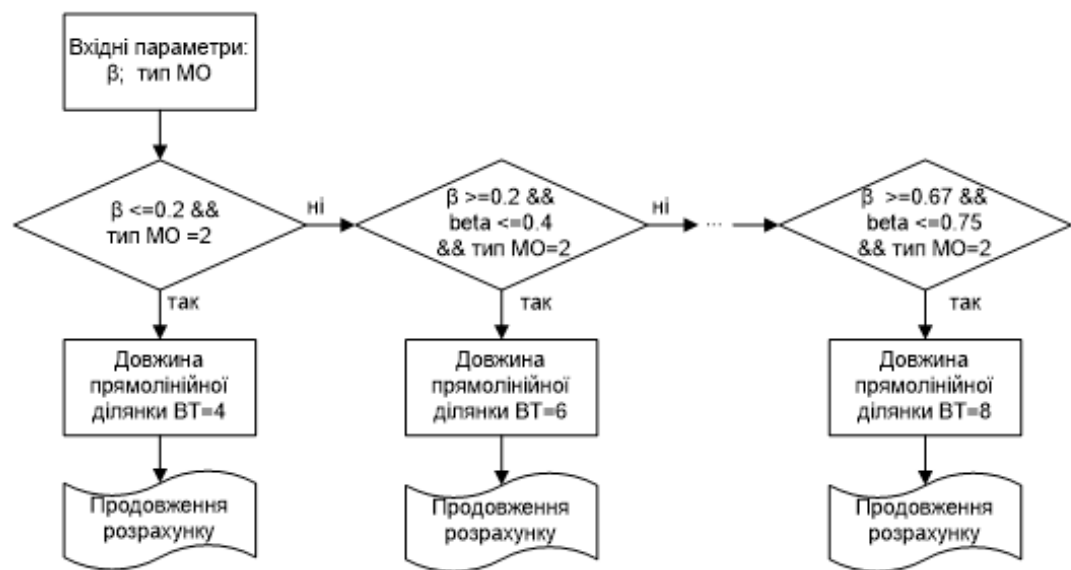 Вхідні параметри:
β; тип МО
β <=0.2 &&
тип МО =2
ні
β >=0.2 &&
beta <=0.4
&& тип МО=2
ні
...
β >=0.67 &&
beta <=0.75
&& тип МО=2
так
так
так
Довжина
прямолінійної
ділянки ВТ=4
Довжина
прямолінійної
ділянки ВТ=6
Довжина
прямолінійної
ділянки ВТ=8
Продовження
розрахунку
Продовження
розрахунку
Продовження
розрахунку